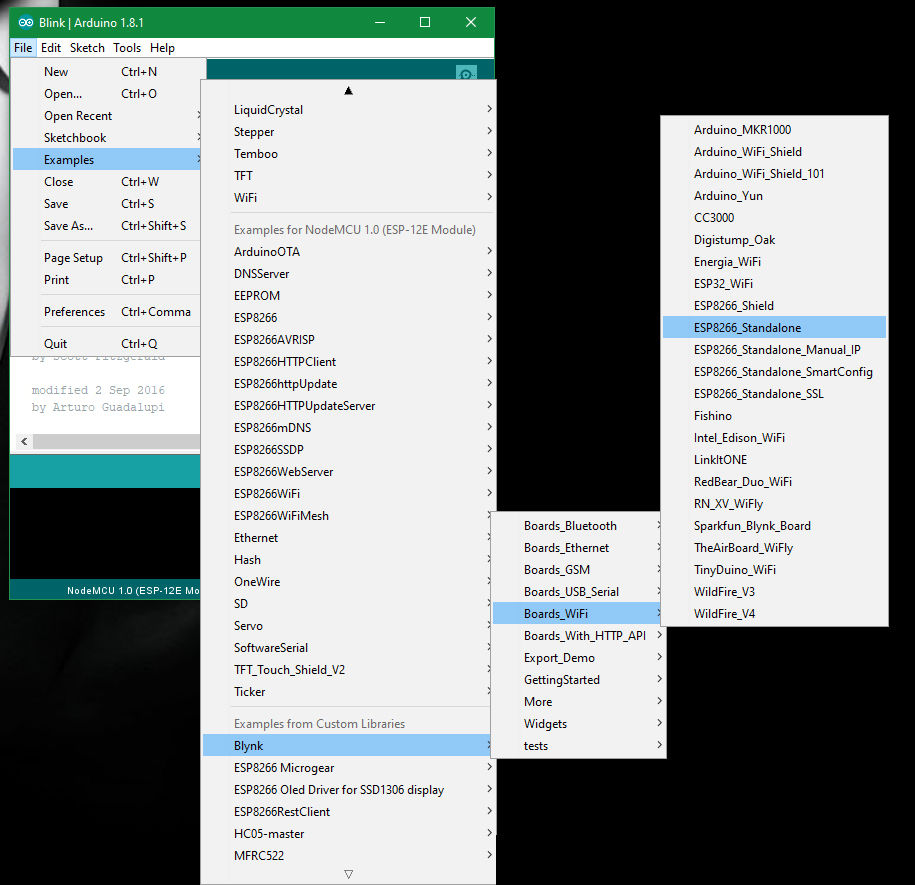 Blink | Arduino 1.8.1
File Edit Sketch Tools Help
New Ctrl+N
Open... Ctrl+O
Open Recent
Sketchbook
Examples
Close Ctrl+W
Save Ctrl+S
Save As... Ctrl+Shift+S
Page Setup Ctrl+Shift+P
Print Ctrl+P
Preferences Ctrl+Comma
Quit Ctrl+Q
by Scott Fitzgerald
modified 2 Sep 2016
by Arturo Guadalupi
NodeMCU 1.0 (ESP-12E Mo
LiquidCrystal
Stepper
Temboo
TFT
WiFi
Examples for NodeMCU 1.0 (ESP-12E Module)
ArduinoOTA
DNSServer
EEPROM
ESP8266
ESP8266AVRISP
ESP8266HTTPClient
ESP8266httpUpdate
ESP8266HTTPUpdateServer
ESP8266mDNS
ESP8266SSDP
ESP8266WebServer
ESP8266WiFi
ESP8266WiFiMesh
Ethernet
Hash
OneWire
SD
Servo
SoftwareSerial
TFT_Touch_Shield_V2
Ticker
Examples from Custom Libraries
Blynk
ESP8266 Microgear
ESP8266 Oled Driver for SSD1306 display
ESP8266RestClient
HC05-master
MFRC522
Boards_Bluetooth
Boards_Ethernet
Boards_GSM
Boards_USB_Serial
Boards_WiFi
Boards_With_HTTP_API
Export_Demo
GettingStarted
More
Widgets
tests
Arduino_MKR1000
Arduino_WiFi_Shield
Arduino_WiFi_Shield_101
Arduino_Yun
CC3000
Digistump_Oak
Energia_WiFi
ESP32_WiFi
ESP8266_Shield
ESP8266_Standalone
ESP8266_Standalone_Manual_IP
ESP8266_Standalone_SmartConfig
ESP8266_Standalone_SSL
Fishino
Intel_Edison_WiFi
LinkItONE
RedBear_Duo_WiFi
RN_XV_WiFly
Sparkfun_Blynk_Board
TheAirBoard_WiFly
TinyDuino_WiFi
WildFire_V3
WildFire_V4